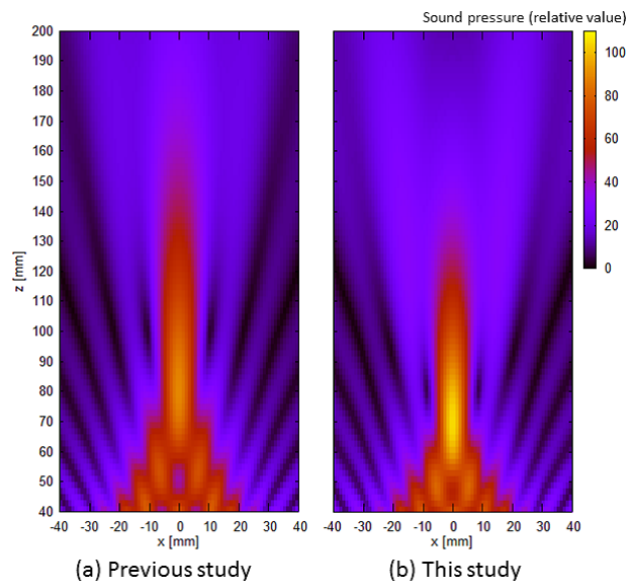 Sound pressure (relative value)
200
190
180
170
160
150
140
130
120
110
100
90
80
70
60
50
40
z [mm]
-40 -30 -20 -10 0 10 20 30 40
x [mm]
-40 -30 -20 -10 0 10 20 30 40
x [mm]
100
80
60
40
20
0
(a) Previous study
(b) This study